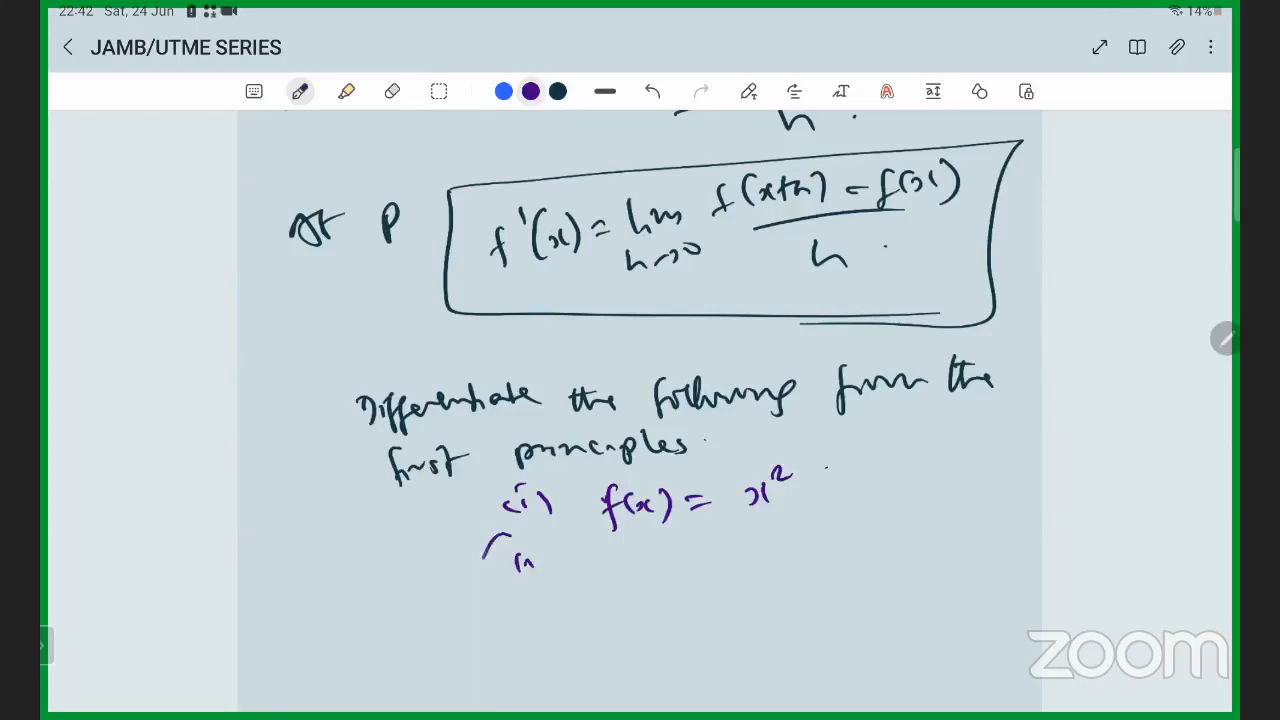 22:42 Sat, 24 Jun
14%
JAMB/UTME SERIES
h
At P
f'(x) = lim f(x+h) - f(x)
h→0 h
Differentiate the following from the
first principles.
(i) f(x) = x²
(ii
zoom